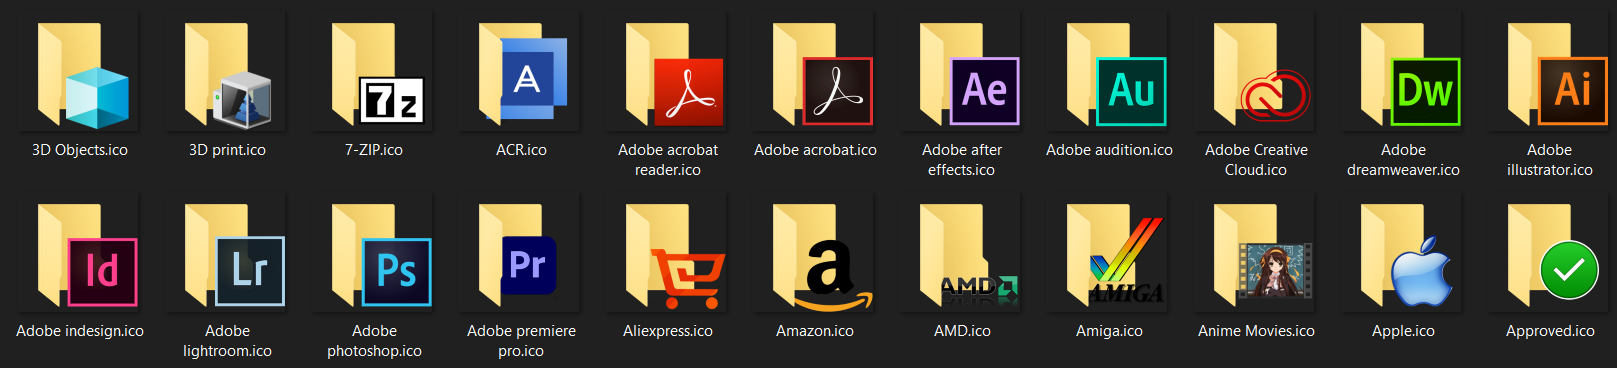 7z
A
Ae
Au
Dw
Ai
3D Objects.ico
3D print.ico
7-ZIP.ico
ACR.ico
Adobe acrobat
reader.ico
Adobe acrobat.ico
Adobe after
effects.ico
Adobe audition.ico
Adobe Creative
Cloud.ico
Adobe
dreamweaver.ico
Adobe
illustrator.ico
Id
Lr
Ps
Pr
a
AMD
AMIGA
Adobe indesign.ico
Adobe
lightroom.ico
Adobe
photoshop.ico
Adobe premiere
pro.ico
Aliexpress.ico
Amazon.ico
AMD.ico
Amiga.ico
Anime Movies.ico
Apple.ico
Approved.ico